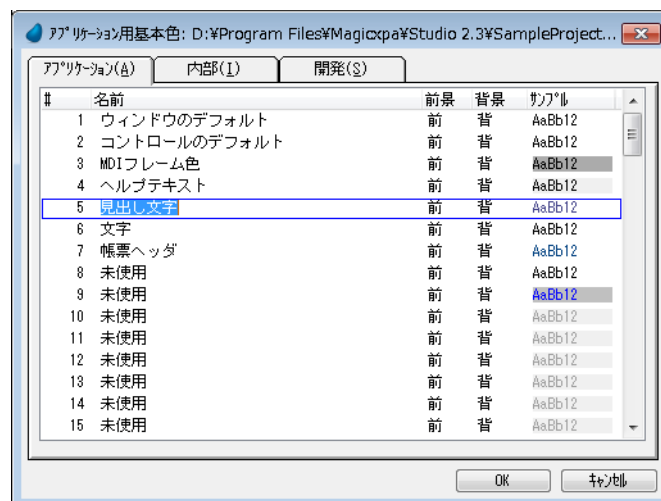 ｱﾌﾟﾘｹｰｼｮﾝ用基本色: D:¥Program Files¥Magicxpa¥Studio 2.3¥SampleProject...
ｱﾌﾟﾘｹｰｼｮﾝ(A) 内部(I) 開発(S)
# 名前 前景 背景 ｻﾝﾌﾟﾙ
1 ウィンドウのデフォルト 前 背 AaBb12
2 コントロールのデフォルト 前 背 AaBb12
3 MDIフレーム色 前 背 AaBb12
4 ヘルプテキスト 前 背 AaBb12
5 見出し文字 前 背 AaBb12
6 文字 前 背 AaBb12
7 帳票ヘッダ 前 背 AaBb12
8 未使用 前 背 AaBb12
9 未使用 前 背 AaBb12
10 未使用 前 背 AaBb12
11 未使用 前 背 AaBb12
12 未使用 前 背 AaBb12
13 未使用 前 背 AaBb12
14 未使用 前 背 AaBb12
15 未使用 前 背 AaBb12
OK ｷｬﾝｾﾙ